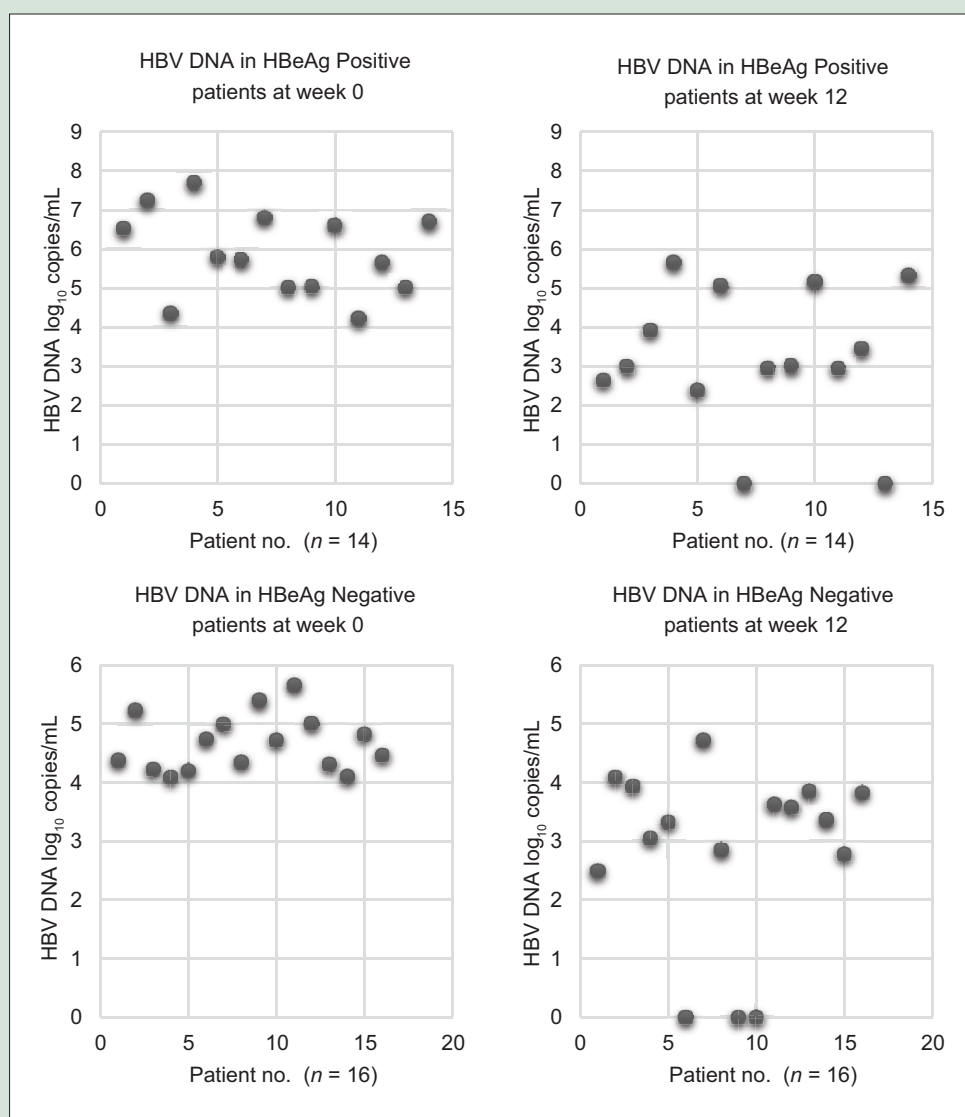 HBV DNA in HBeAg Positive
patients at week 0
HBV DNA log10 copies/mL
9
8
7
6
5
4
3
2
1
0
0 5 10 15
Patient no. (n = 14)
HBV DNA in HBeAg Positive
patients at week 12
HBV DNA log10 copies/mL
9
8
7
6
5
4
3
2
1
0
0 5 10 15
Patient no. (n = 14)
HBV DNA in HBeAg Negative
patients at week 0
HBV DNA log10 copies/mL
6
5
4
3
2
1
0
0 5 10 15 20
Patient no. (n = 16)
HBV DNA in HBeAg Negative
patients at week 12
HBV DNA log10 copies/mL
6
5
4
3
2
1
0
0 5 10 15 20
Patient no. (n = 16)